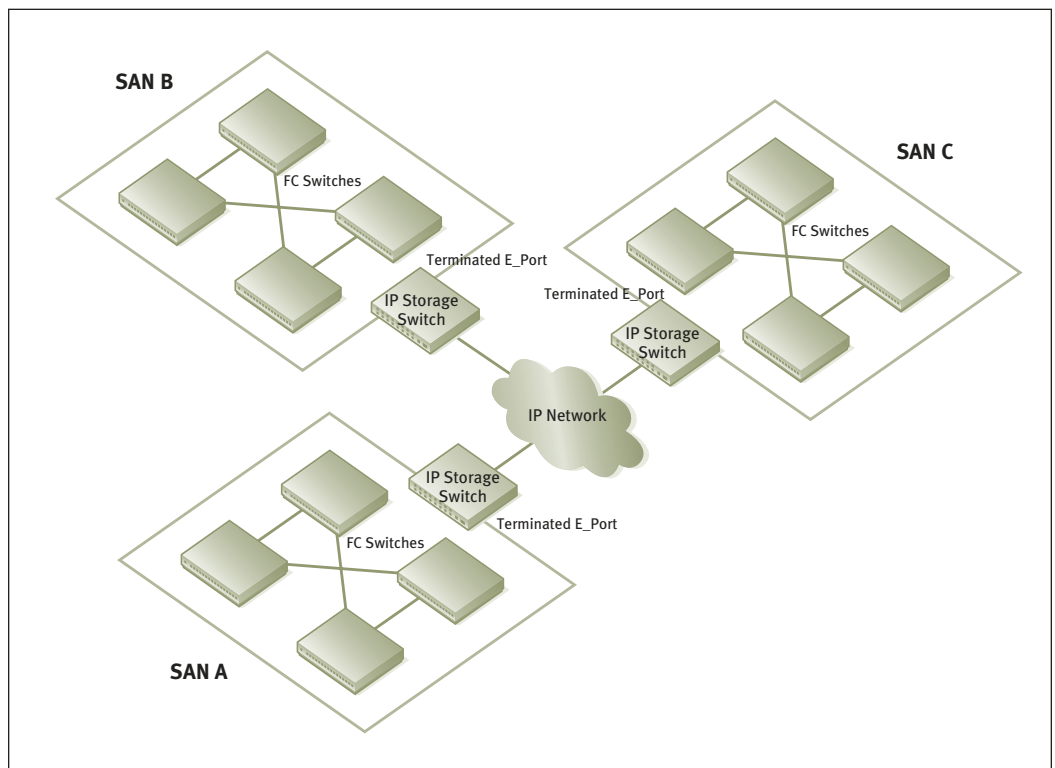 SAN B
FC Switches
Terminated E_Port
IP Storage
Switch
SAN C
FC Switches
Terminated E_Port
IP Storage
Switch
IP Network
IP Storage
Switch
Terminated E_Port
FC Switches
SAN A